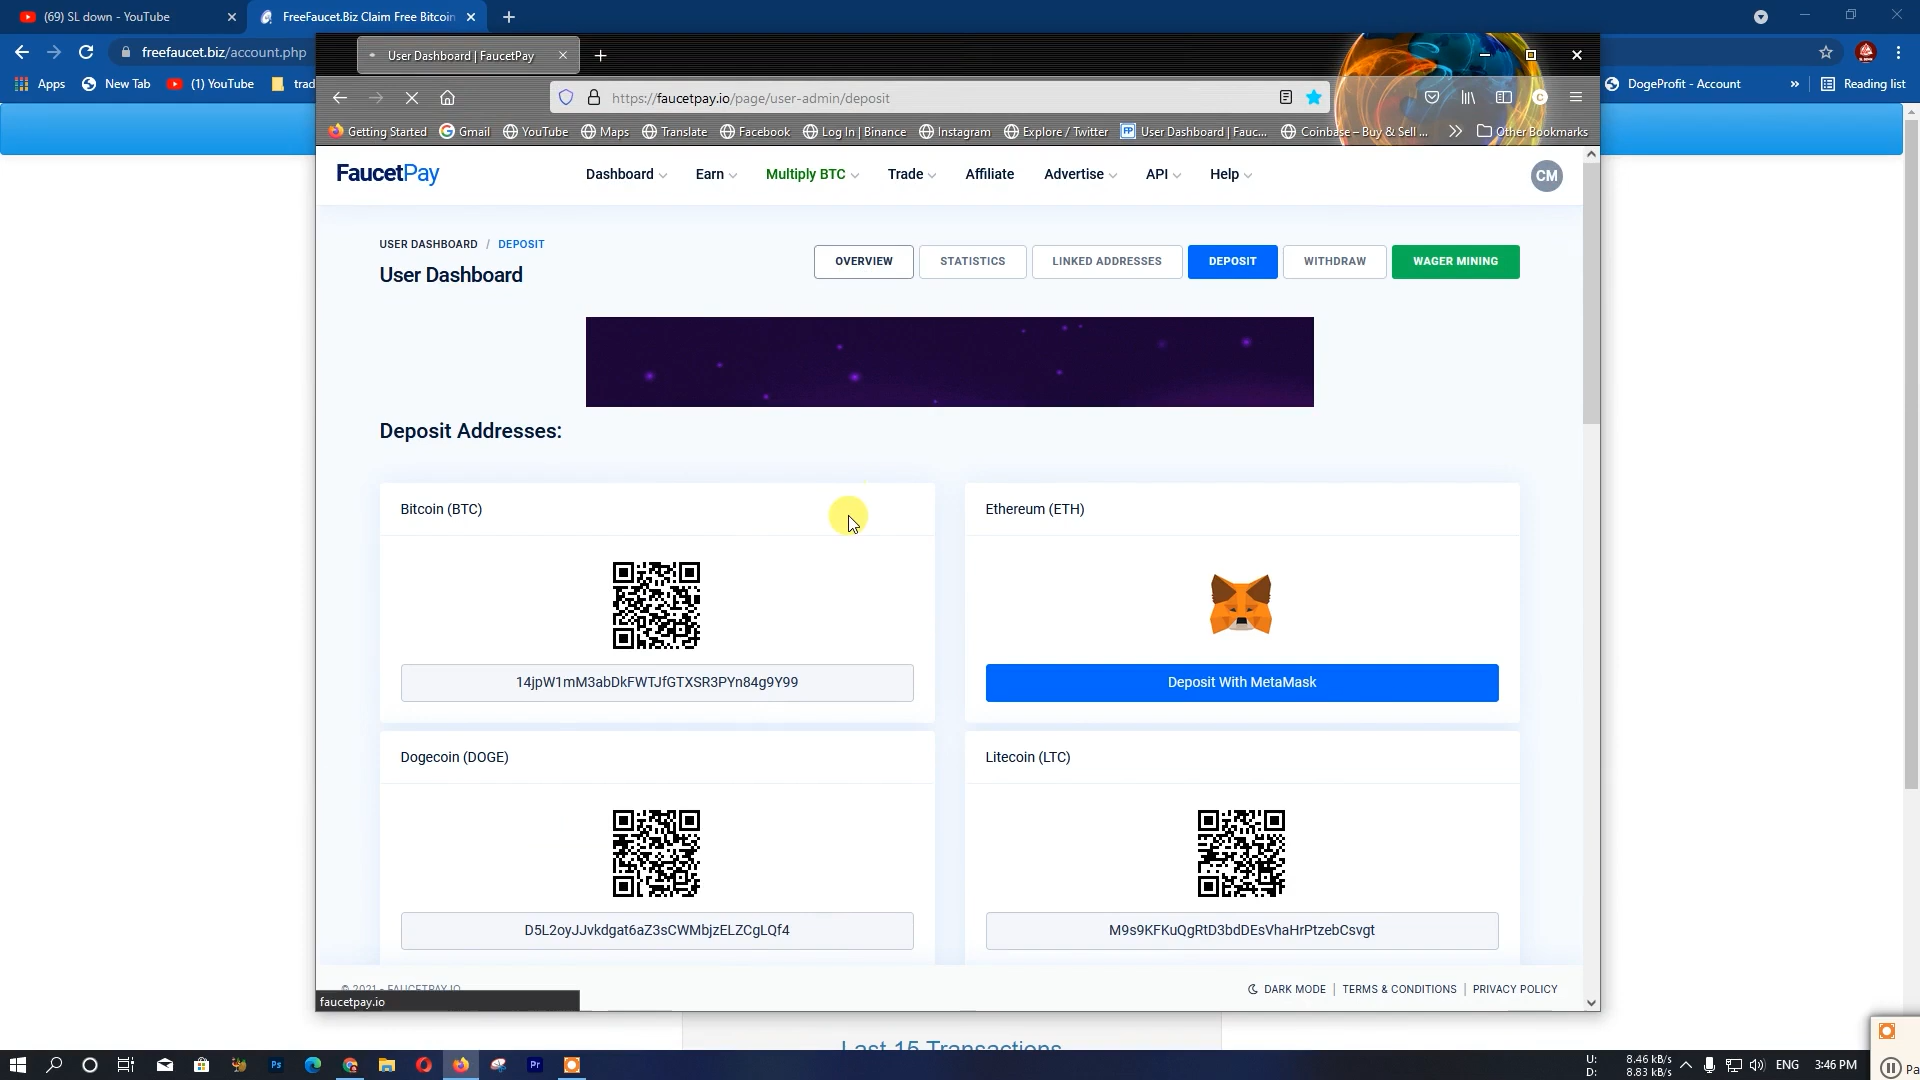 (69) SL down - YouTube
FreeFaucet.Biz Claim Free Bitcoin
freefaucet.biz/account.php
Apps
New Tab
(1) YouTube
trad
DogeProfit - Account
»
Reading list
User Dashboard | FaucetPay
https://faucetpay.io/page/user-admin/deposit
Getting Started
Gmail
YouTube
Maps
Translate
Facebook
Log In | Binance
Instagram
Explore / Twitter
User Dashboard | Fauc...
Coinbase – Buy & Sell ...
Other Bookmarks
FaucetPay
Dashboard
Earn
Multiply BTC
Trade
Affiliate
Advertise
API
Help
CM
USER DASHBOARD / DEPOSIT
User Dashboard
OVERVIEW
STATISTICS
LINKED ADDRESSES
DEPOSIT
WITHDRAW
WAGER MINING
Deposit Addresses:
Bitcoin (BTC)
14jpW1mM3abDkFWTJfGTXSR3PYn84g9Y99
Ethereum (ETH)
Deposit With MetaMask
Dogecoin (DOGE)
D5L2oyJJvkdgat6aZ3sCWMbjzELZCgLQf4
Litecoin (LTC)
M9s9KFKuQgRtD3bdDEsVhaHrPtzebCsvgt
© 2021 - FAUCETPAY.IO
DARK MODE | TERMS & CONDITIONS | PRIVACY POLICY
faucetpay.io
Last 15 Transactions
U: 8.46 kB/s
D: 8.83 kB/s
ENG
3:46 PM
Pa